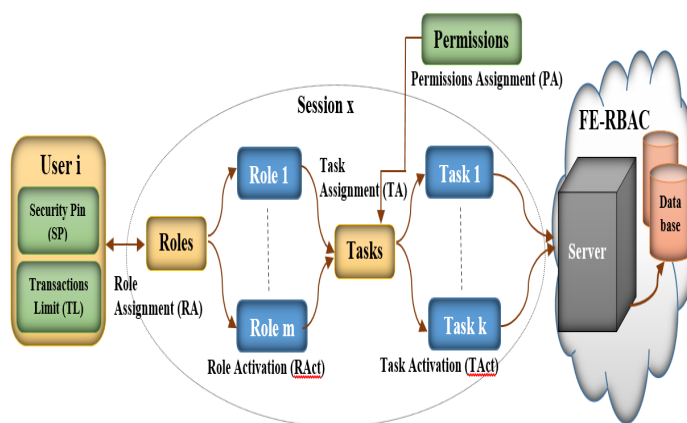 Permissions
Permissions Assignment (PA)
Session x
FE-RBAC
User i
Security Pin
(SP)
Transactions
Limit (TL)
Role
Assignment (RA)
Roles
Role 1
Role m
Role Activation (RAct)
Task
Assignment (TA)
Tasks
Task 1
Task k
Task Activation (TAct)
Server
Data
base